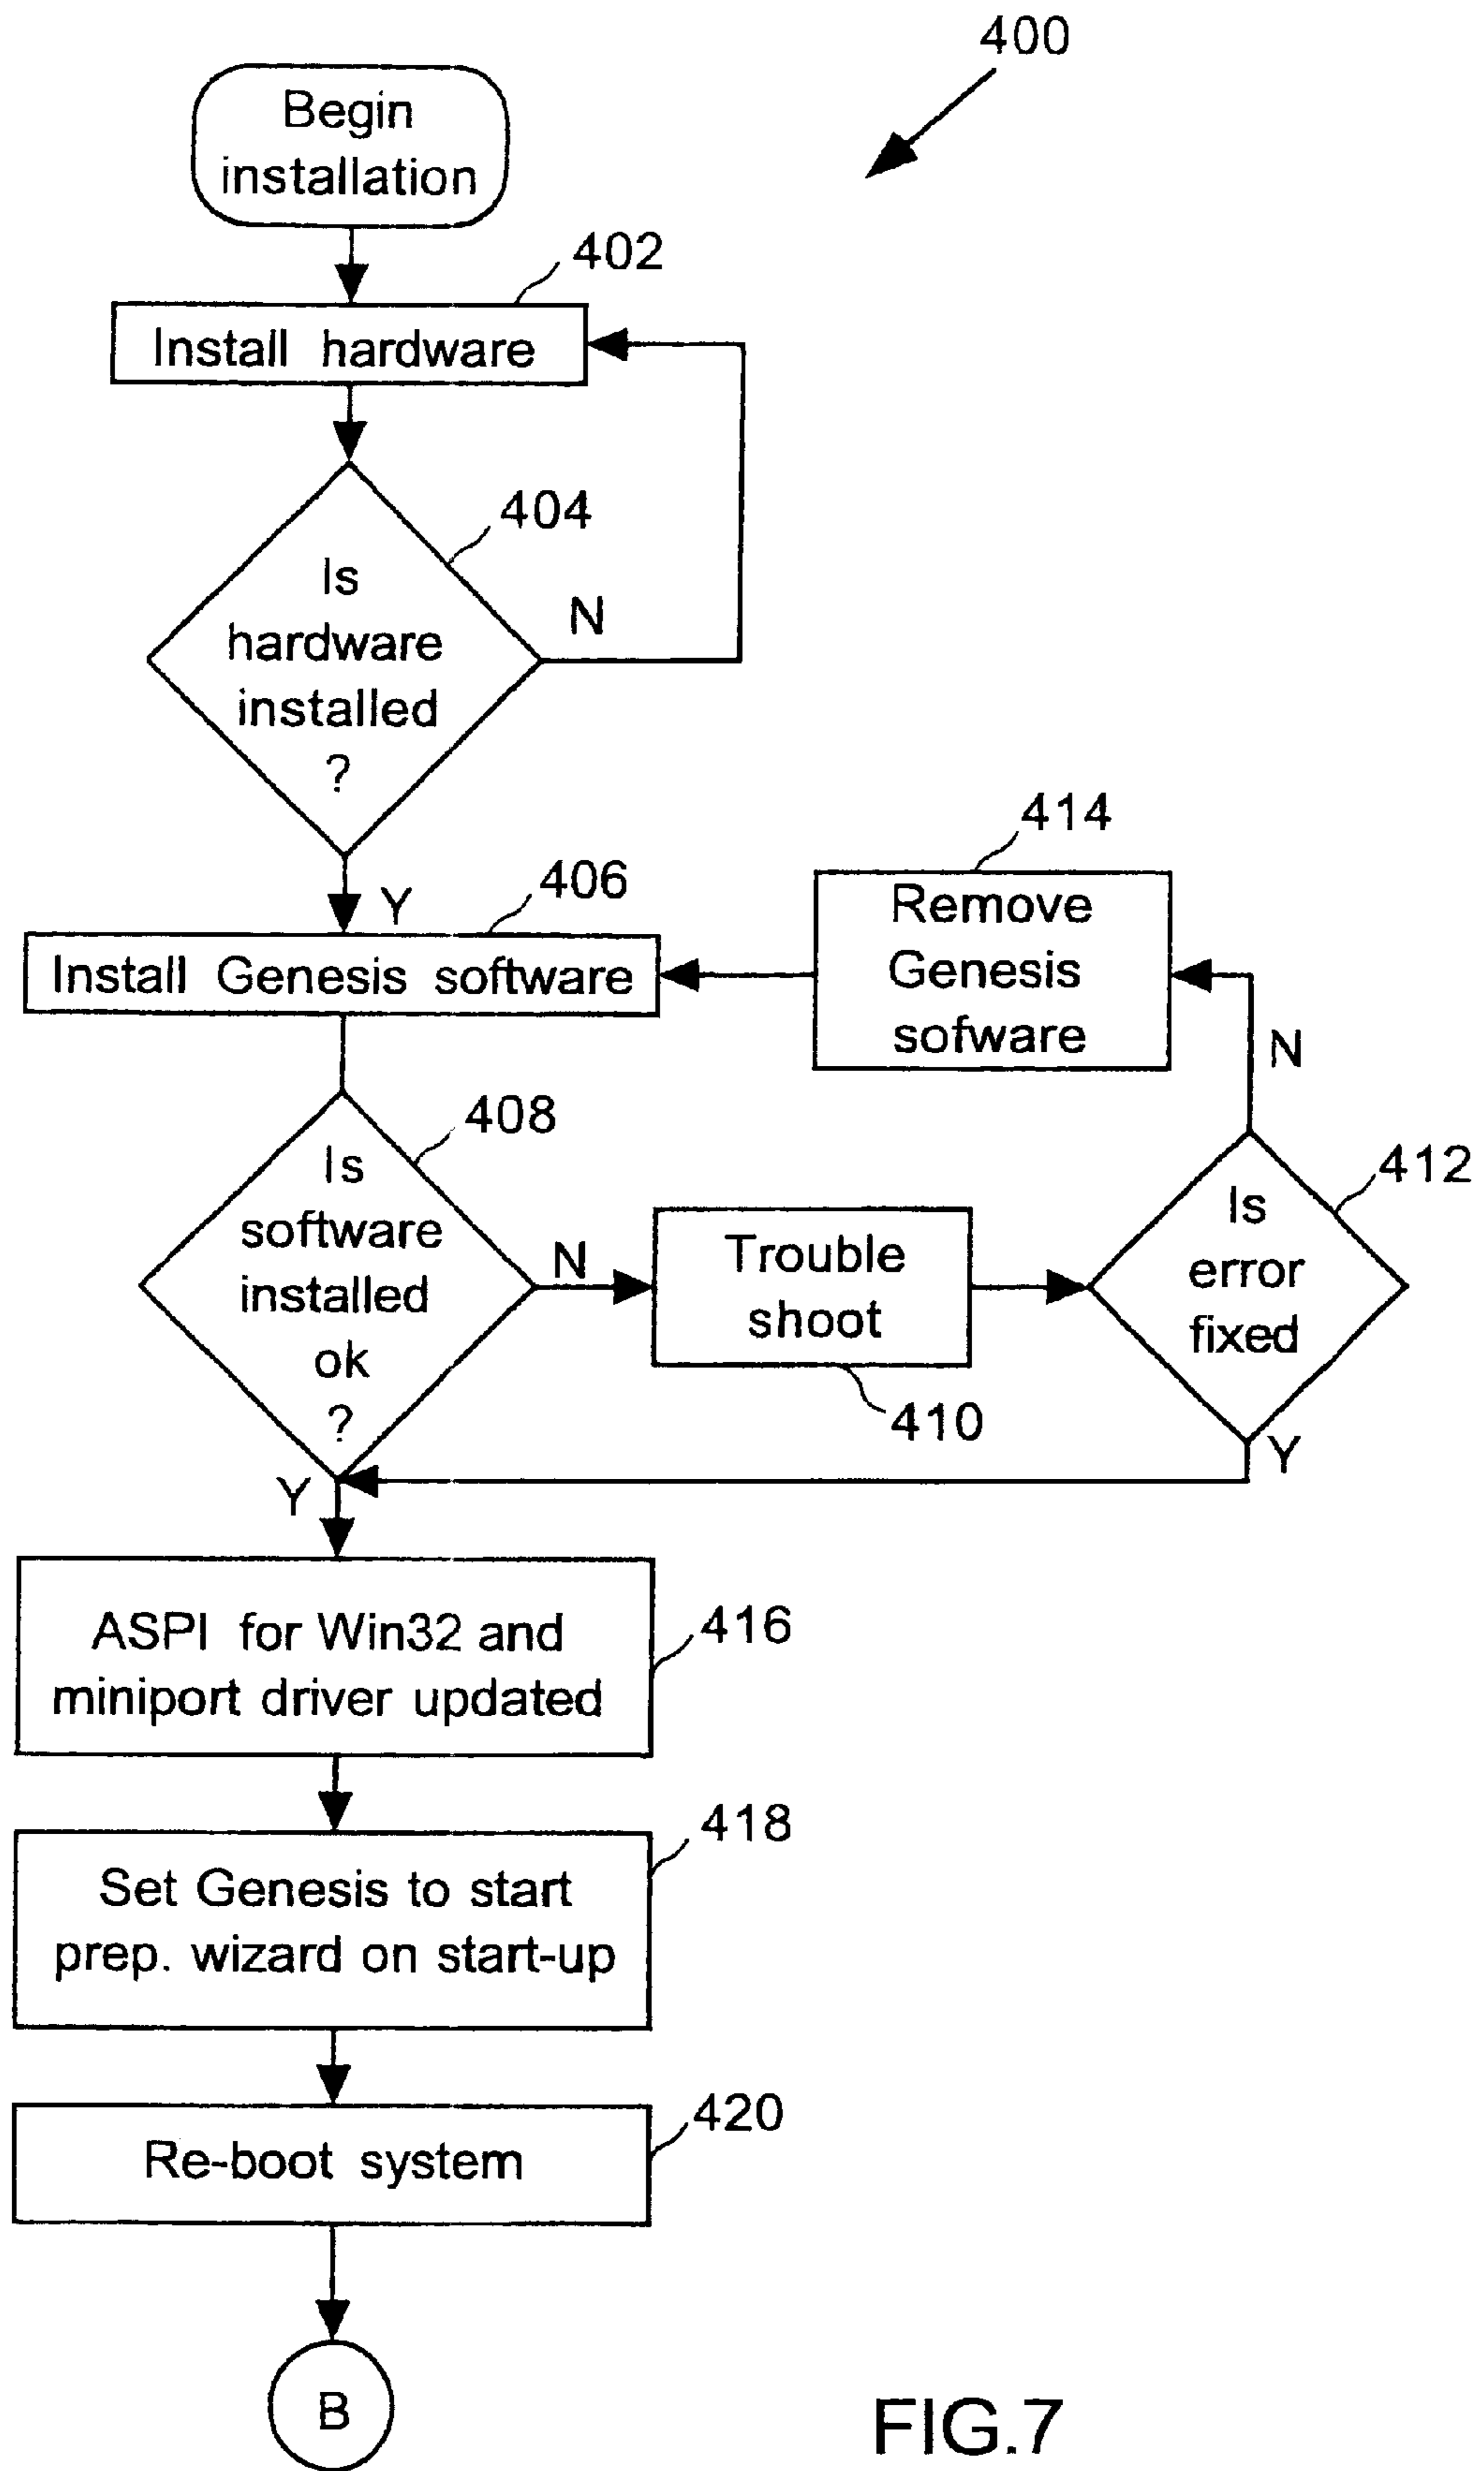 400
Begin
installation
402
Install hardware
404
Is
hardware
installed
?
N
Y
406
Install Genesis software
414
Remove
Genesis
sofware
N
408
Is
software
installed
ok
?
N
Trouble
shoot
410
412
Is
error
fixed
Y
Y
ASPI for Win32 and
miniport driver updated
416
Set Genesis to start
prep. wizard on start-up
418
Re-boot system
420
B
FIG.7